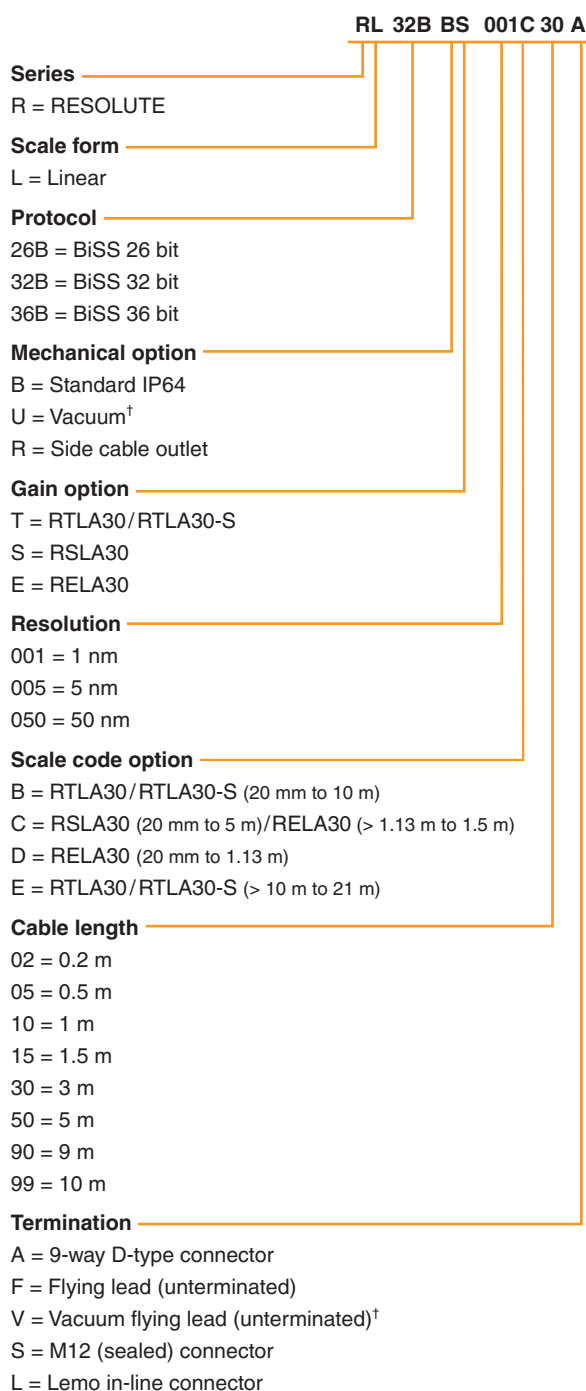 RL 32B BS 001C 30 A
Series
R = RESOLUTE
Scale form
L = Linear
Protocol
26B = BiSS 26 bit
32B = BiSS 32 bit
36B = BiSS 36 bit
Mechanical option
B = Standard IP64
U = Vacuum†
R = Side cable outlet
Gain option
T = RTLA30/RTLA30-S
S = RSLA30
E = RELA30
Resolution
001 = 1 nm
005 = 5 nm
050 = 50 nm
Scale code option
B = RTLA30/RTLA30-S (20 mm to 10 m)
C = RSLA30 (20 mm to 5 m)/RELA30 (> 1.13 m to 1.5 m)
D = RELA30 (20 mm to 1.13 m)
E = RTLA30/RTLA30-S (> 10 m to 21 m)
Cable length
02 = 0.2 m
05 = 0.5 m
10 = 1 m
15 = 1.5 m
30 = 3 m
50 = 5 m
90 = 9 m
99 = 10 m
Termination
A = 9-way D-type connector
F = Flying lead (unterminated)
V = Vacuum flying lead (unterminated)†
S = M12 (sealed) connector
L = Lemo in-line connector